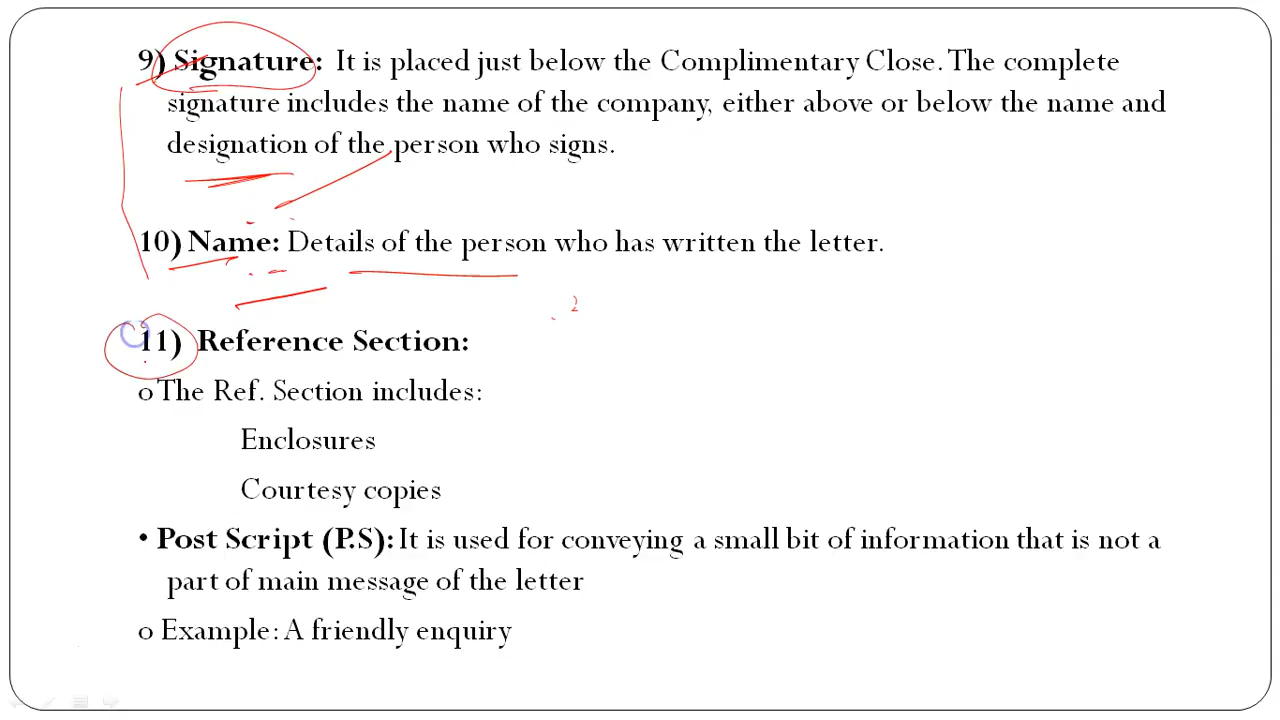 9) Signature: It is placed just below the Complimentary Close. The complete
signature includes the name of the company, either above or below the name and
designation of the person who signs.
10) Name: Details of the person who has written the letter.
11) Reference Section:
o The Ref. Section includes:
Enclosures
Courtesy copies
• Post Script (P.S): It is used for conveying a small bit of information that is not a
part of main message of the letter
o Example: A friendly enquiry